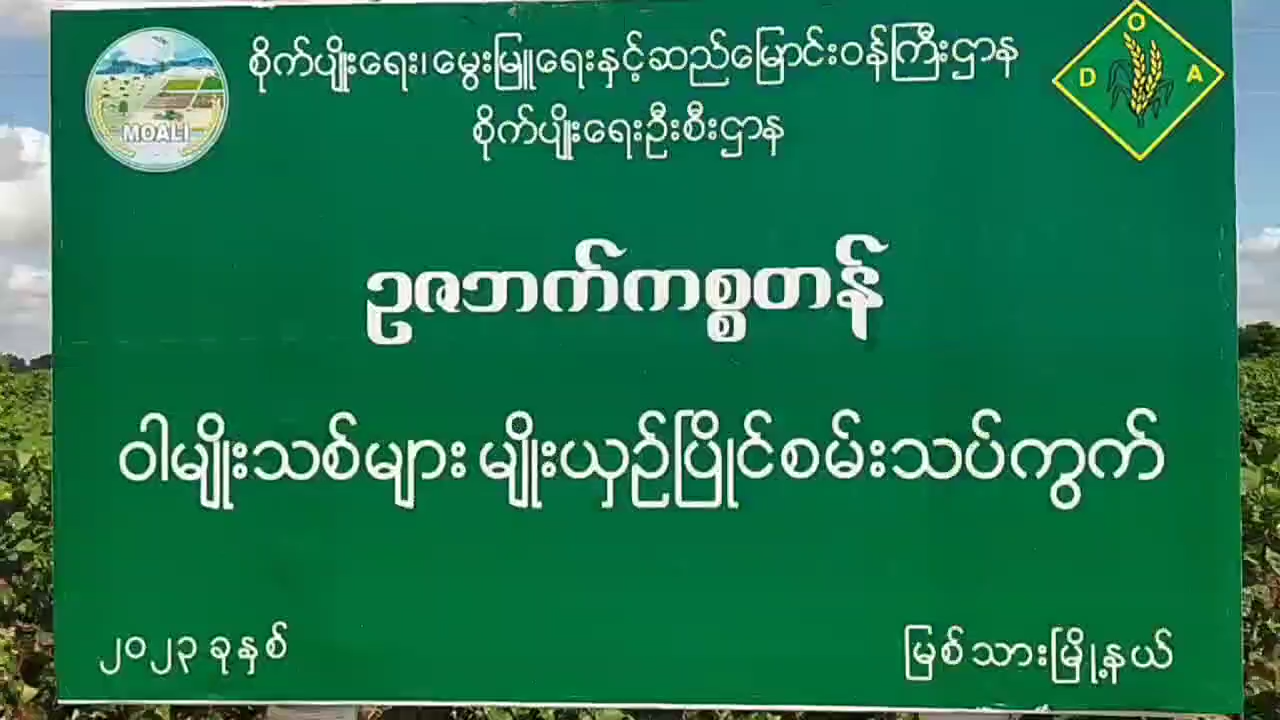 စိုက်ပျိုးရေး၊မွေးမြူရေးနှင့်ဆည်မြောင်းဝန်ကြီးဌာန
စိုက်ပျိုးရေးဦးစီးဌာန
MOALI
D O A
ဥဇဘက်ကစ္စတန်
ဝါမျိုးသစ်များ မျိုးယှဉ်ပြိုင်စမ်းသပ်ကွက်
၂၀၂၃ ခုနှစ်
မြစ်သားမြို့နယ်